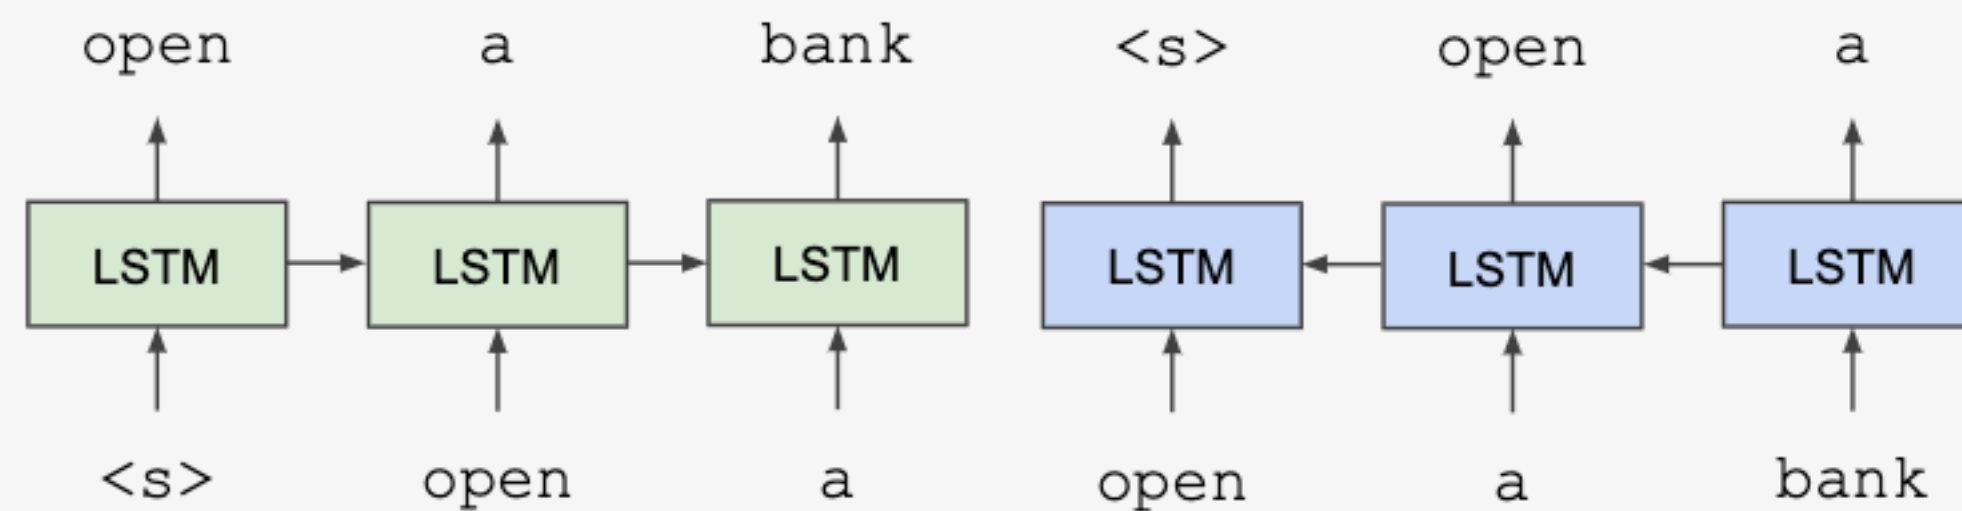 open a bank <s> open a
LSTM LSTM LSTM LSTM LSTM LSTM
<s> open a open a bank